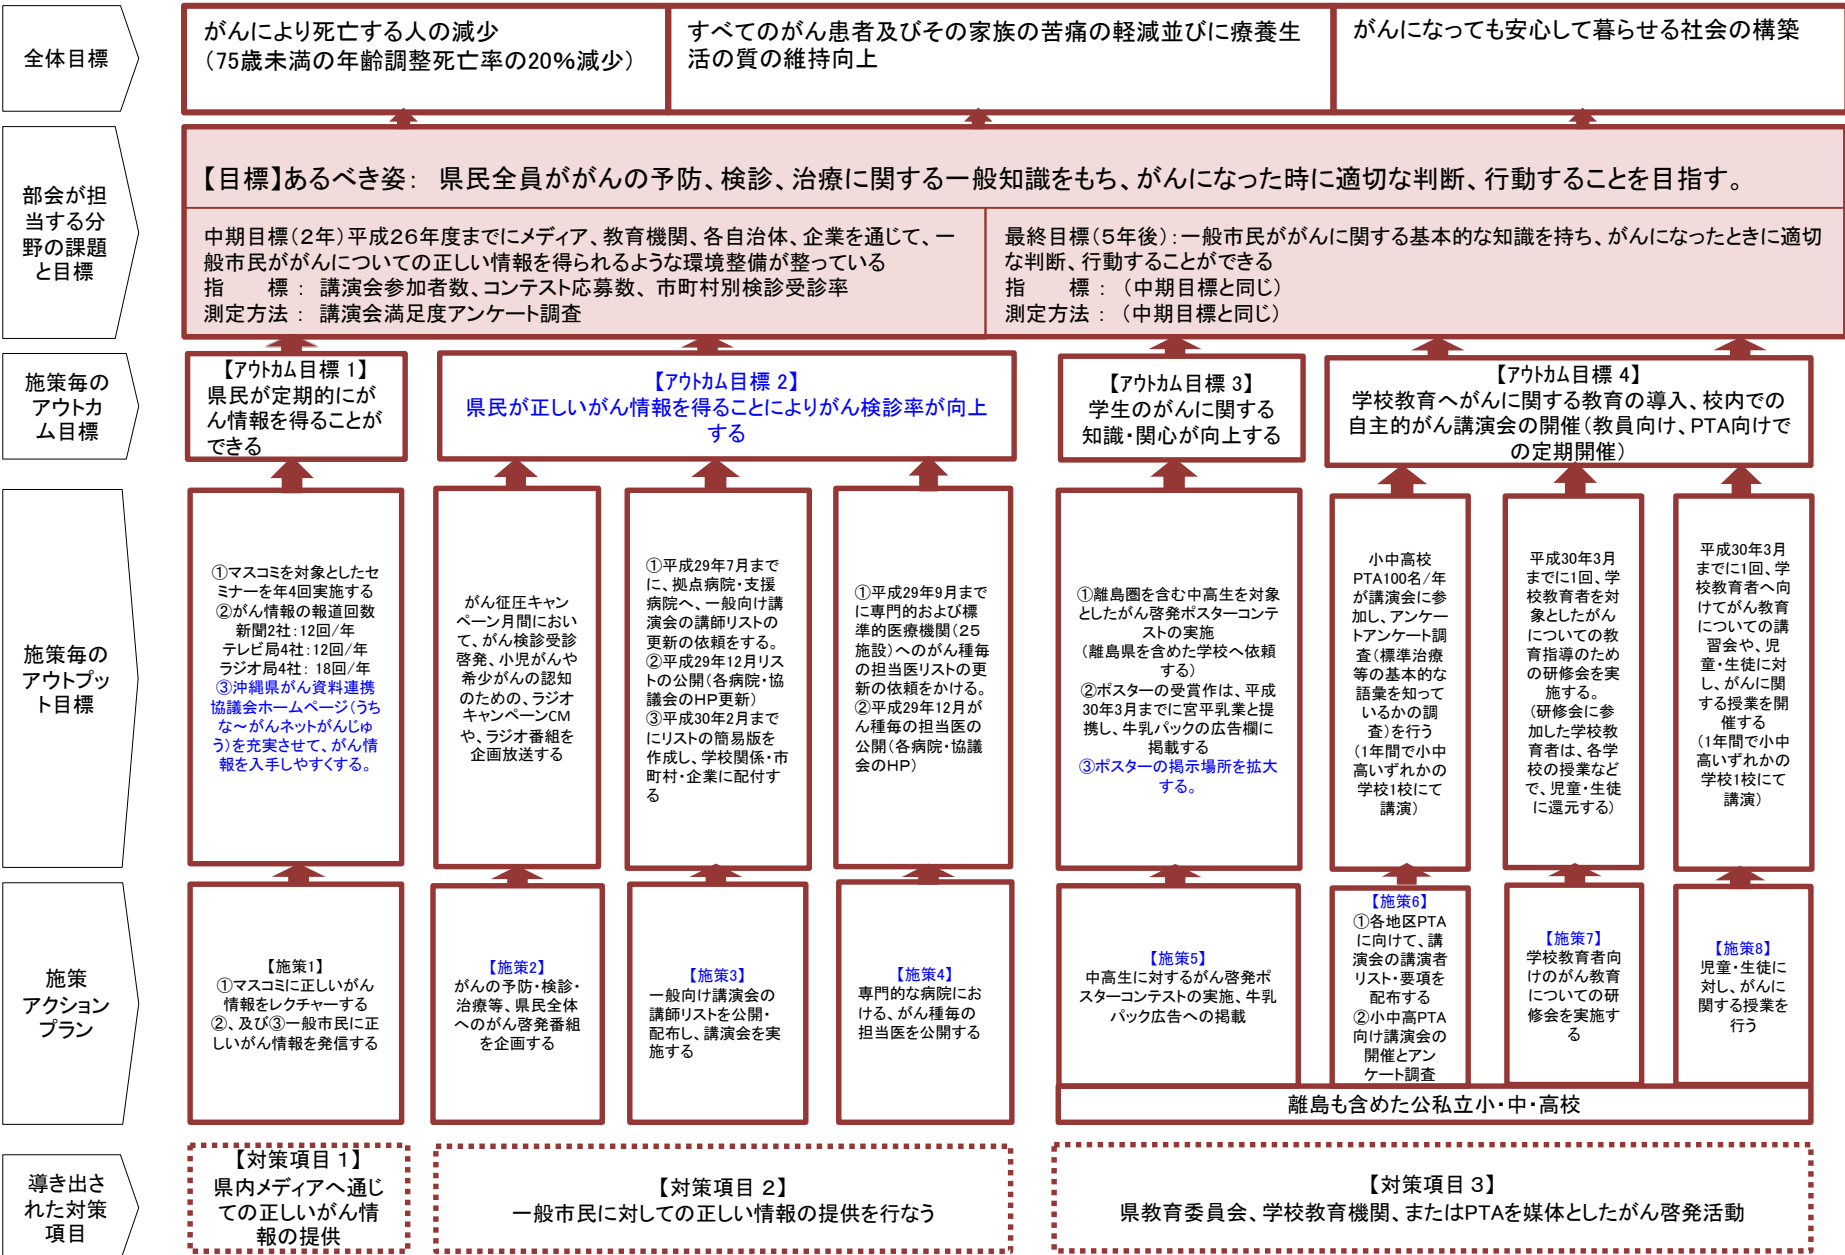 全体目標
がんにより死亡する人の減少
（75歳未満の年齢調整死亡率の20％減少）
すべてのがん患者及びその家族の苦痛の軽減並びに療養生
活の質の維持向上
がんになっても安心して暮らせる社会の構築
部会が担
当する分
野の課題
と目標
【目標】あるべき姿：　県民全員ががんの予防、検診、治療に関する一般知識をもち、がんになった時に適切な判断、行動することを目指す。
中期目標（2年）平成26年度までにメディア、教育機関、各自治体、企業を通じて、一
般市民ががんについての正しい情報を得られるような環境整備が整っている
指　　標 ： 講演会参加者数、コンテスト応募数、 市町村別検診受診率
測定方法 ： 講演会満足度アンケート調査
最終目標（5年後）：一般市民ががんに関する基本的な知識を持ち、がんになったときに適切
な判断、行動することができる
指　　標 ： （中期目標と同じ）
測定方法 ： （中期目標と同じ）
施策毎の
アウトカ
ム目標
【アウトカム目標 1】
県民が定期的にが
ん情報を得ることが
できる
【アウトカム目標 2】
県民が正しいがん情報を得ることによりがん検診率が向上
する
【アウトカム目標 3】
学生のがんに関する
知識・関心が向上する
【アウトカム目標 4】
学校教育へがんに関する教育の導入、校内での
自主的がん講演会の開催（教員向け、PTA向けで
の定期開催）
施策毎の
アウトプッ
ト目標
①マスコミを対象としたセ
ミナーを年4回実施する
②がん情報の報道回数
新聞2社：12回/年
テレビ局4社：12回/年
ラジオ局4社： 18回/年
③沖縄県がん資料連携
協議会ホームページ（うち
な～がんネットがんじゅ
う）を充実させて、がん情
報を入手しやすくする。
がん征圧キャン
ペーン月間におい
て、がん検診受診
啓発、小児がんや
希少がんの認知
のための、ラジオ
キャンペーンCM
や、ラジオ番組を
企画放送する
①平成29年7月まで
に、拠点病院・支援
病院へ、一般向け講
演会の講師リストの
更新の依頼をする。
②平成29年12月リス
トの公開（各病院・協
議会のHP更新）
③平成30年2月まで
にリストの簡易版を
作成し、学校関係・市
町村・企業に配付す
る
①平成29年9月まで
に専門的および標
準的医療機関（25
施設）へのがん種毎
の担当医リストの更
新の依頼をかける。
②平成29年12月が
ん種毎の担当医の
公開（各病院・協議
会のHP）
①離島圏を含む中高生を対象
としたがん啓発ポスターコンテ
ストの実施
（離島県を含めた学校へ依頼
する）
②ポスターの受賞作は、平成
30年3月までに宮平乳業と提
携し、牛乳パックの広告欄に
掲載する
③ポスターの掲示場所を拡大
する。
小中高校
PTA100名/年
が講演会に参
加し、アンケー
トアンケート調
査（標準治療
等の基本的な
語彙を知って
いるかの調
査）を行う
（1年間で小中
高いずれかの
学校1校にて
講演）
平成30年3月
までに1回、学
校教育者を対
象としたがん
についての教
育指導のため
の研修会を実
施する。
（研修会に参
加した学校教
育者は、各学
校の授業など
で、児童・生徒
に還元する）
平成30年3月
までに1回、学
校教育者へ向
けてがん教育
についての講
習会や、児
童・生徒に対
し、がんに関
する授業を開
催する
（1年間で小中
高いずれかの
学校1校にて
講演）
施策
アクション
プラン
【施策1】
①マスコミに正しいがん
情報をレクチャーする
②、及び③一般市民に正
しいがん情報を発信する
【施策2】
がんの予防・検診・
治療等、県民全体
へのがん啓発番組
を企画する
【施策3】
一般向け講演会の
講師リストを公開・
配布し、講演会を実
施する
【施策4】
専門的な病院にお
ける、がん種毎の
担当医を公開する
【施策5】
中高生に対するがん啓発ポ
スターコンテストの実施、牛乳
パック広告への掲載
【施策6】
①各地区PTA
に向けて、講
演会の講演者
リスト・要項を
配布する
②小中高PTA
向け講演会の
開催とアン
ケート調査
【施策7】
学校教育者向
けのがん教育
についての研
修会を実施す
る
【施策8】
児童・生徒に
対し、がんに
関する授業を
行う
離島も含めた公私立小・中・高校
導き出さ
れた対策
項目
【対策項目 1】
県内メディアへ通じ
ての正しいがん情
報の提供
【対策項目 2】
一般市民に対しての正しい情報の提供を行なう
【対策項目 3】
県教育委員会、学校教育機関、またはPTAを媒体としたがん啓発活動